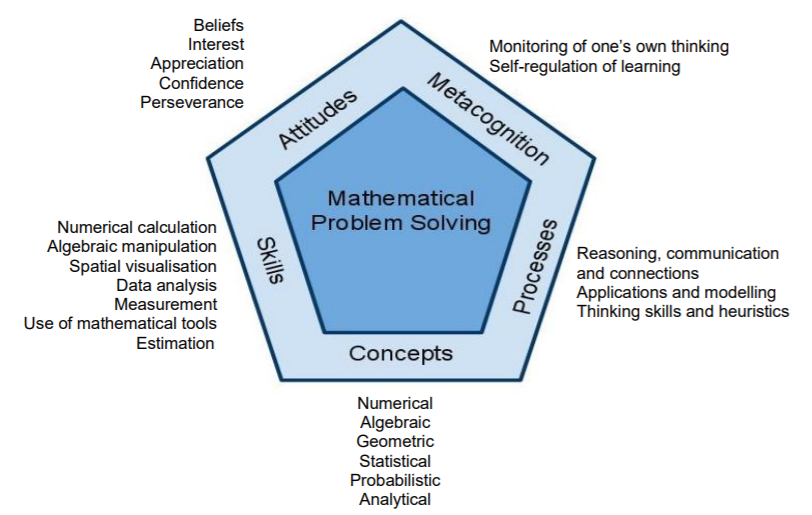 Beliefs
Interest
Appreciation
Confidence
Perseverance
Monitoring of one's own thinking
Self-regulation of learning
Attitudes
Metacognition
Mathematical
Problem Solving
Numerical calculation
Algebraic manipulation
Spatial visualisation
Data analysis
Measurement
Use of mathematical tools
Estimation
Skills
Processes
Reasoning, communication
and connections
Applications and modelling
Thinking skills and heuristics
Concepts
Numerical
Algebraic
Geometric
Statistical
Probabilistic
Analytical